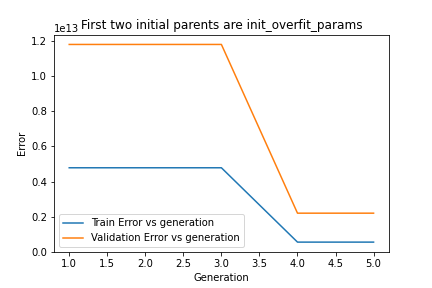 First two initial parents are init_overfit_params
1e13
1.2
1.0
0.8
0.6
0.4
0.2
0.0
Error
Train Error vs generation
Validation Error vs generation
1.0 1.5 2.0 2.5 3.0 3.5 4.0 4.5 5.0
Generation